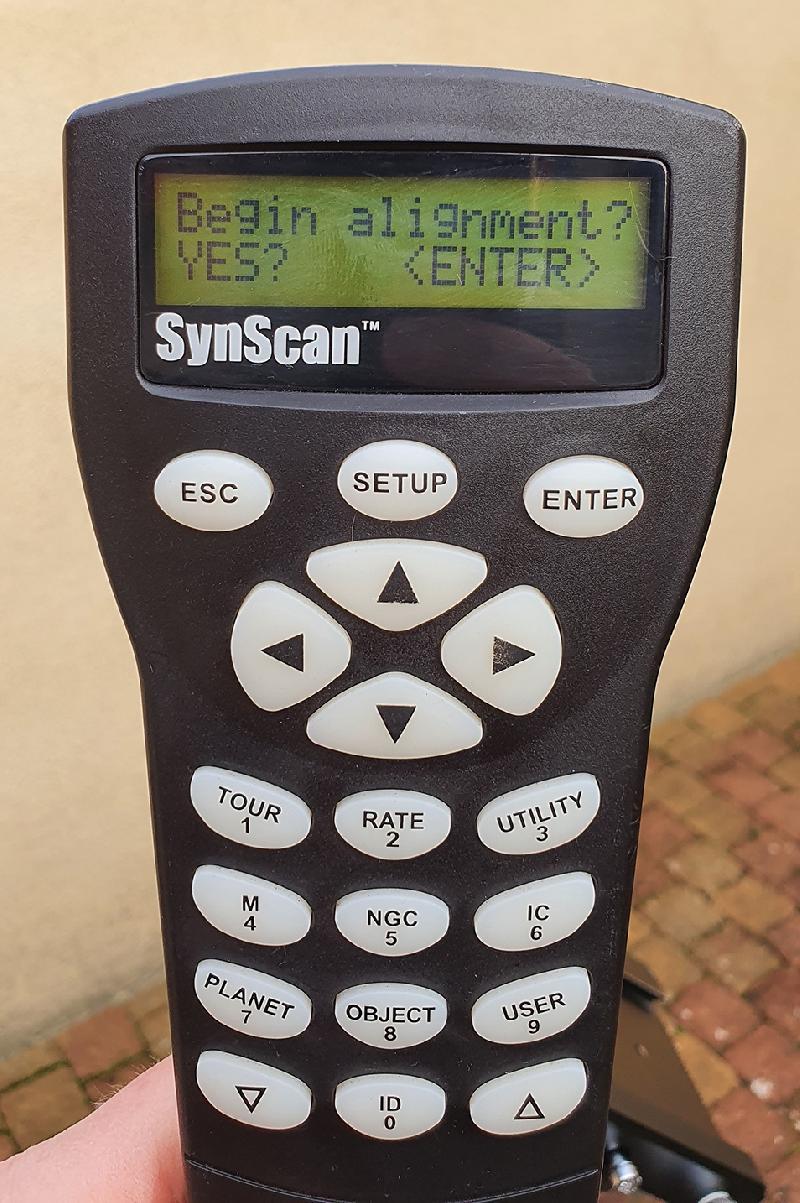 Begin alignment?
YES? <ENTER>
SynScan™
ESC SETUP ENTER
▲
◀ ▶
▼
TOUR RATE UTILITY
1 2 3
M NGC IC
4 5 6
PLANET OBJECT USER
7 8 9
▽ ID △
0